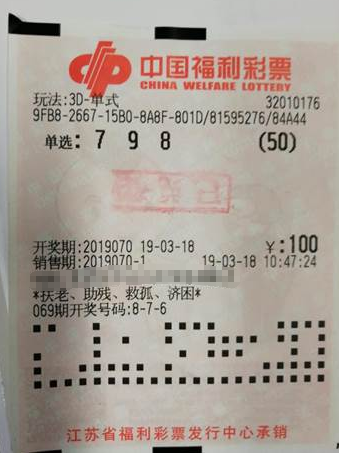 中国福利彩票
CHINA WELFARE LOTTERY
玩法:3D-单式 32010176
9FB8-2667-15B0-8A8F-801D/81595276/84A44
单选: 7 9 8 (50)
开奖期:2019070 19-03-18 ¥:100
销售期:2019070-1 19-03-18 10:47:24
*扶老、助残、救孤、济困*
069期开奖号码:8-7-6
江苏省福利彩票发行中心承销